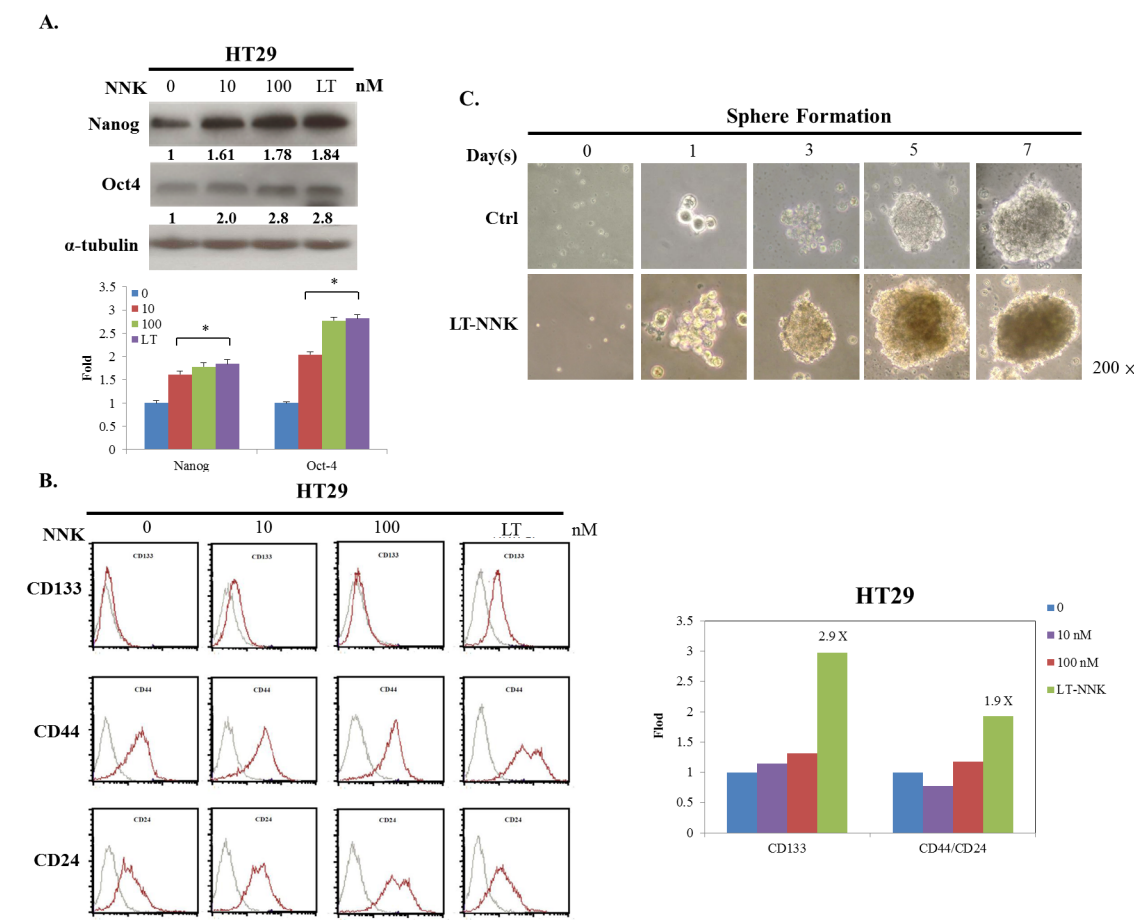 A.
HT29
NNK 0 10 100 LT nM
Nanog
1 1.61 1.78 1.84
Oct4
1 2.0 2.8 2.8
α-tubulin
3.5
3
2.5
2
1.5
1
0.5
0
Fold
0
10
100
LT
*
*
Nanog Oct-4
C.
Sphere Formation
Day(s) 0 1 3 5 7
Ctrl
LT-NNK
200 ×
B.
HT29
NNK 0 10 100 LT nM
CD133
CD133 CD133 CD133 CD133
CD44
CD44 CD44 CD44 CD44
CD24
CD24 CD24 CD24 CD24
HT29
3.5
3
2.5
2
1.5
1
0.5
0
Flod
2.9 X
1.9 X
CD133 CD44/CD24
0
10 nM
100 nM
LT-NNK